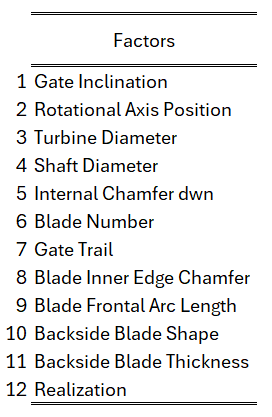 Factors
1 Gate Inclination
2 Rotational Axis Position
3 Turbine Diameter
4 Shaft Diameter
5 Internal Chamfer dwn
6 Blade Number
7 Gate Trail
8 Blade Inner Edge Chamfer
9 Blade Frontal Arc Length
10 Backside Blade Shape
11 Backside Blade Thickness
12 Realization